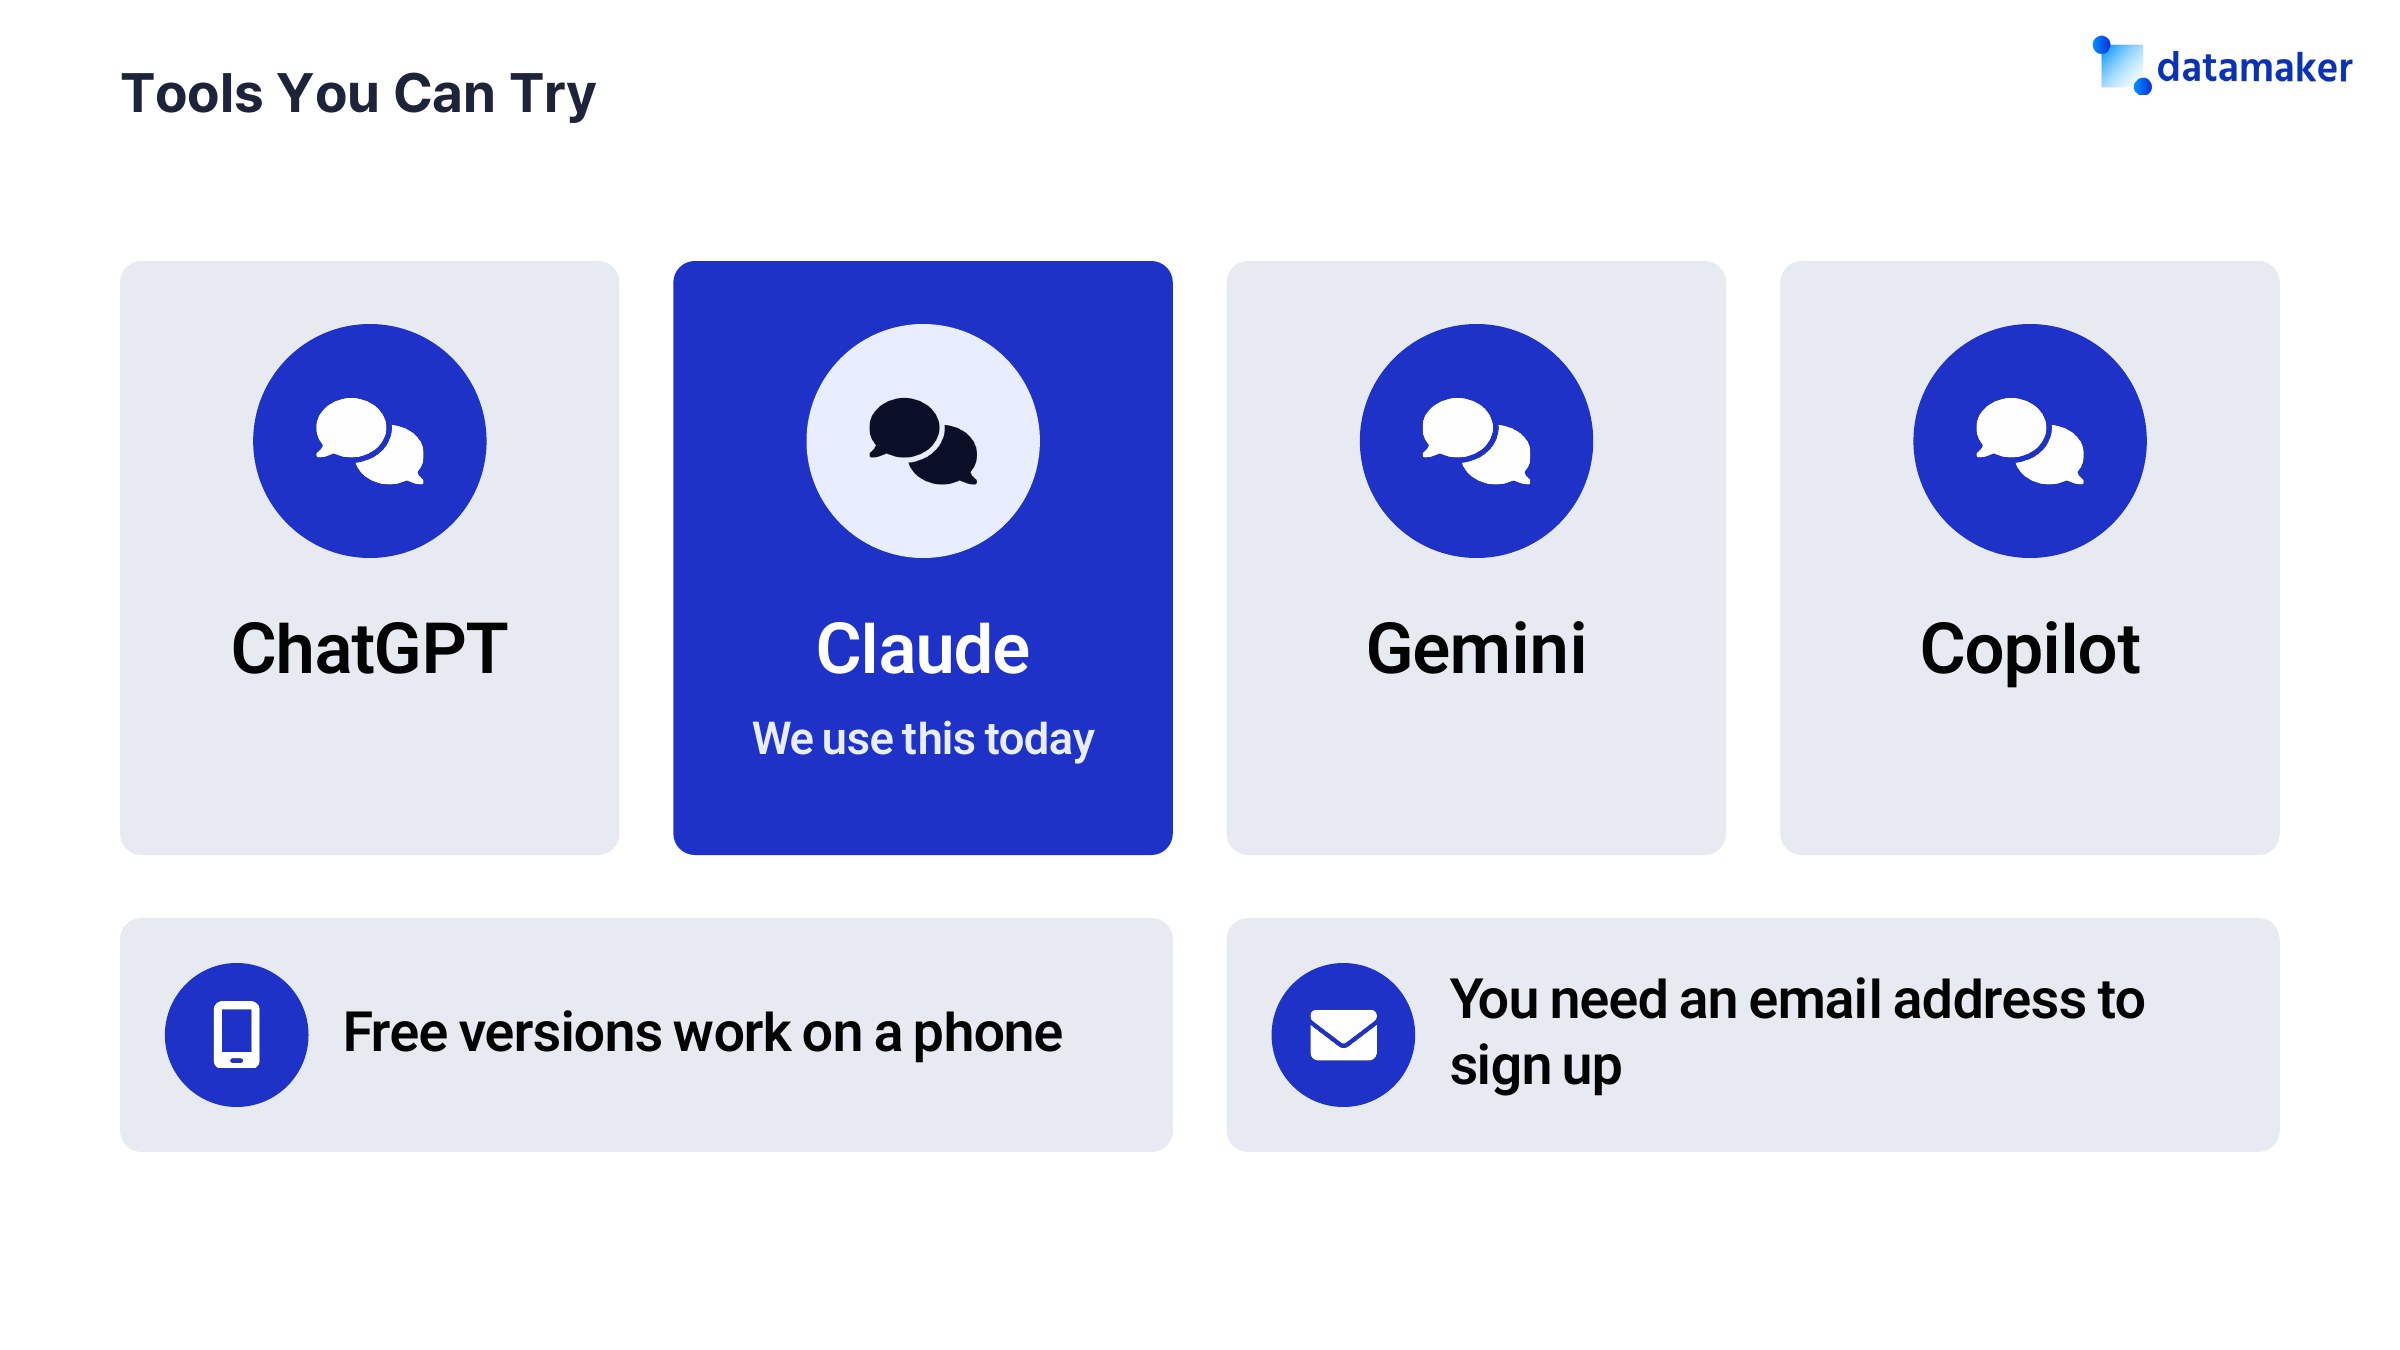 Tools You Can Try
datamaker
ChatGPT
Claude
We use this today
Gemini
Copilot
Free versions work on a phone
You need an email address to
sign up